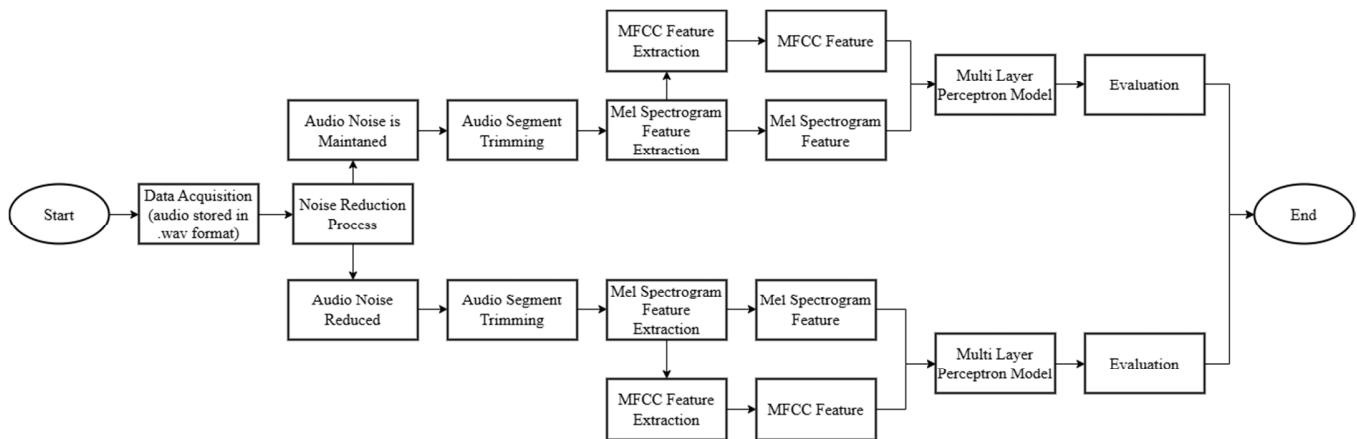 Start
Data Acquisition
(audio stored in
.wav format)
Noise Reduction
Process
Audio Noise is
Maintaned
Audio Segment
Trimming
Mel Spectrogram
Feature
Extraction
MFCC Feature
Extraction
MFCC Feature
Mel Spectrogram
Feature
Multi Layer
Perceptron Model
Evaluation
Audio Noise
Reduced
Audio Segment
Trimming
Mel Spectrogram
Feature
Extraction
Mel Spectrogram
Feature
MFCC Feature
Extraction
MFCC Feature
Multi Layer
Perceptron Model
Evaluation
End